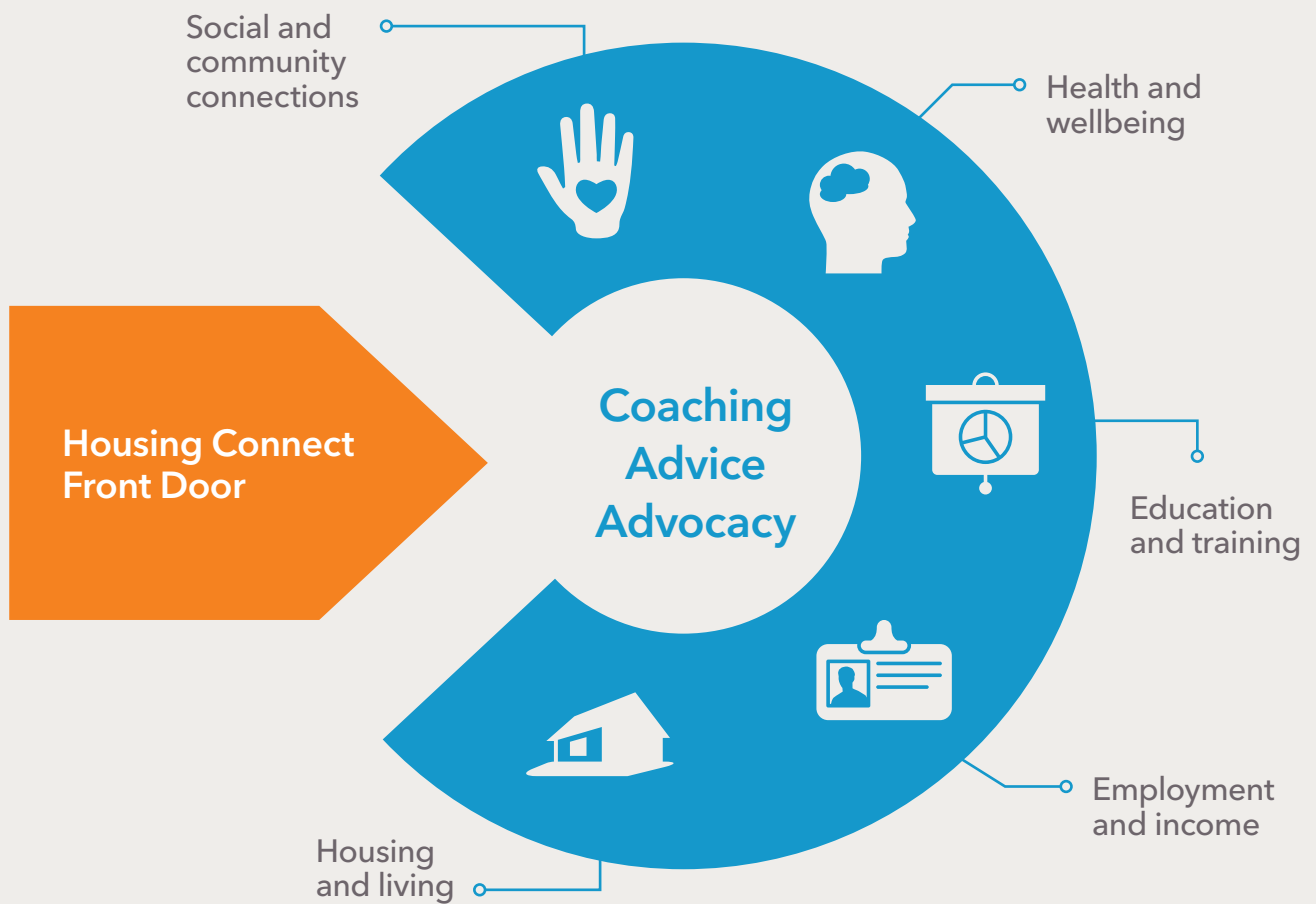 Social and
community
connections
Health and
wellbeing
Housing Connect
Front Door
Coaching
Advice
Advocacy
Education
and training
Employment
and income
Housing
and living